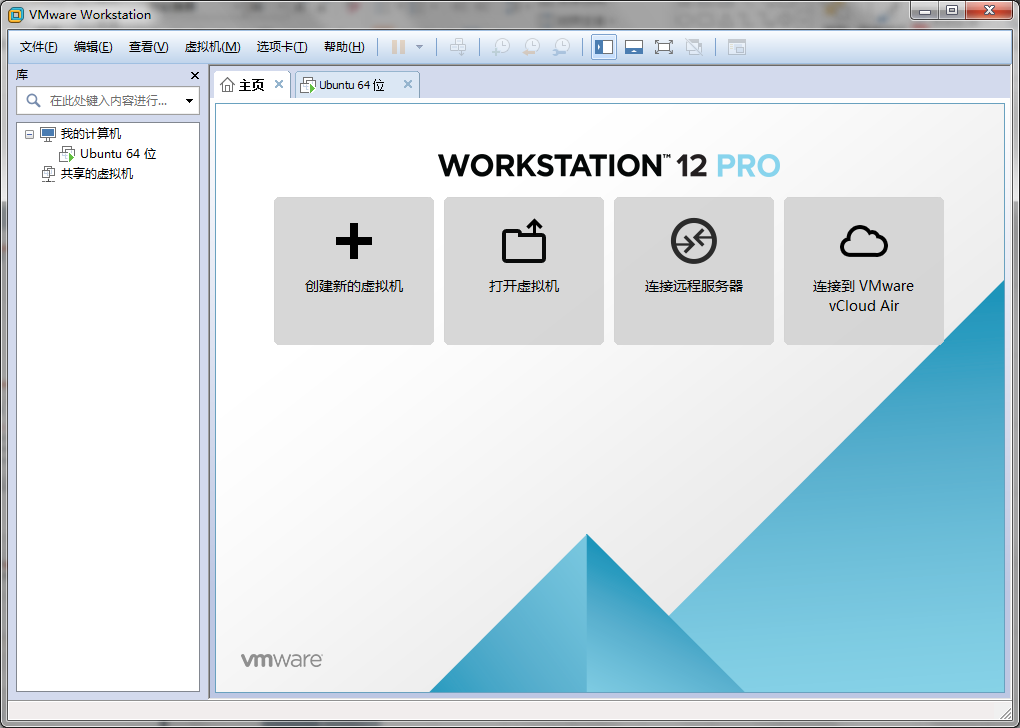 VMware Workstation
文件(F) 编辑(E) 查看(V) 虚拟机(M) 选项卡(T) 帮助(H)
库
在此处键入内容进行...
我的计算机
Ubuntu 64 位
共享的虚拟机
主页
Ubuntu 64 位
WORKSTATION™ 12 PRO
创建新的虚拟机
打开虚拟机
连接远程服务器
连接到 VMware
vCloud Air
vmware